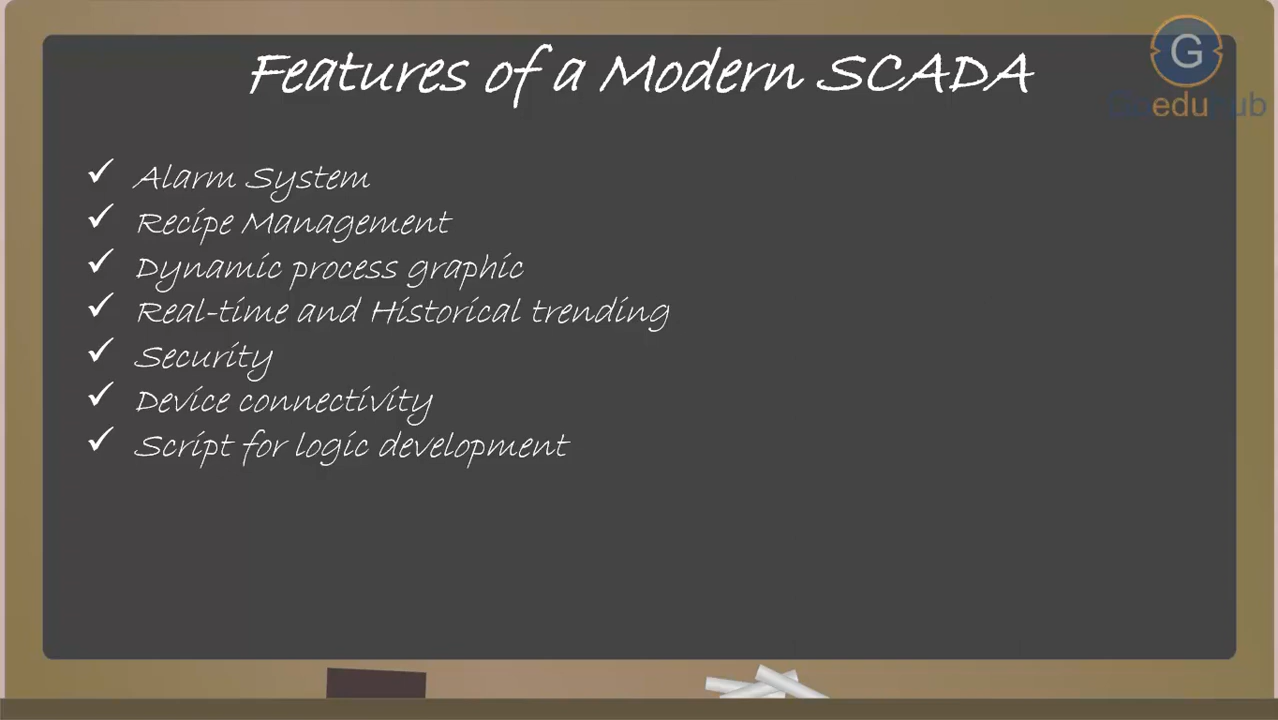 G
eduhub
Features of a Modern SCADA
✓ Alarm System
✓ Recipe Management
✓ Dynamic process graphic
✓ Real-time and Historical trending
✓ Security
✓ Device connectivity
✓ Script for logic development